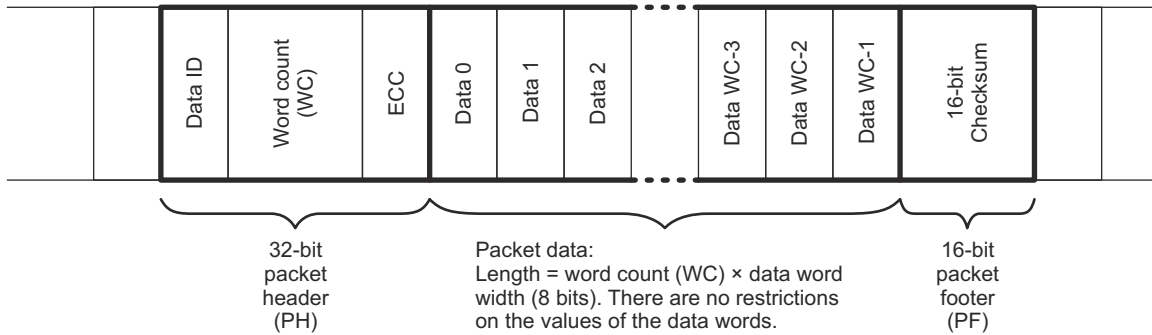 Data ID
Word count
(WC)
ECC
Data 0
Data 1
Data 2
Data WC-3
Data WC-2
Data WC-1
16-bit
Checksum
32-bit
packet
header
(PH)
Packet data:
Length = word count (WC) × data word
width (8 bits). There are no restrictions
on the values of the data words.
16-bit
packet
footer
(PF)